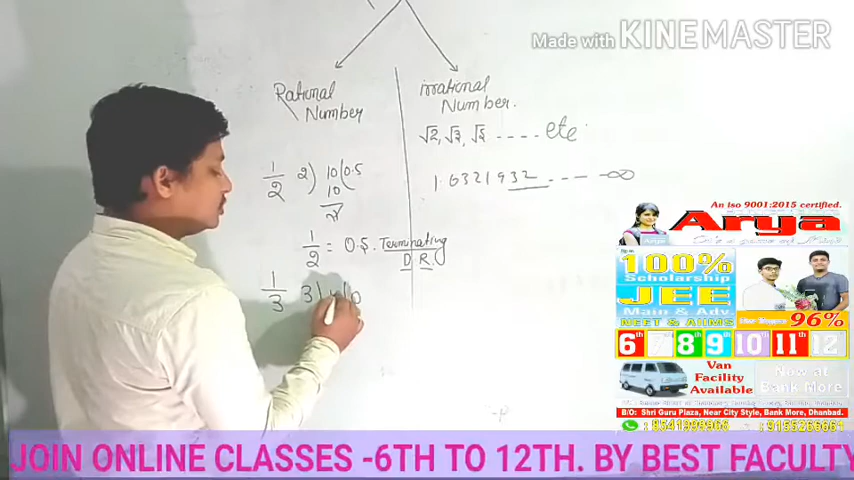 Made with KINEMASTER
Rational
Number
irrational
Number.
√2, √3, √5 ---- etc
1/2 2) 10(0.5
10
1.6321932---- ∞
1/2 = 0.5. Terminating
D. R.
1/3 3)
An Iso 9001:2015 certified.
Arya
100%
Scholarship
JEE
Main & Adv.
NEET & AIIMS
96%
6th 7th 8th 9th 10th 11th 12th
Van
Facility
Available
Now at
Bank More
B/O: Shri Guru Plaza, Near City Style, Bank More, Dhanbad.
JOIN ONLINE CLASSES -6TH TO 12TH. BY BEST FACULTY